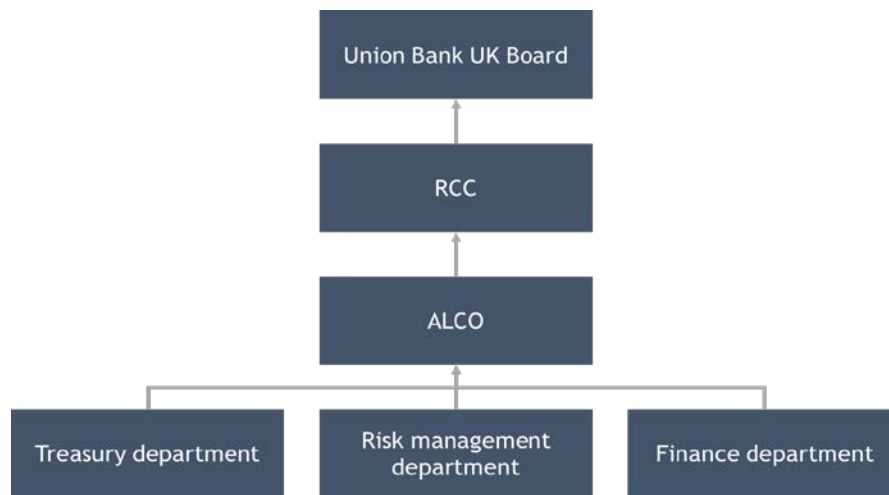 Union Bank UK Board
RCC
ALCO
Treasury department
Risk management
department
Finance department